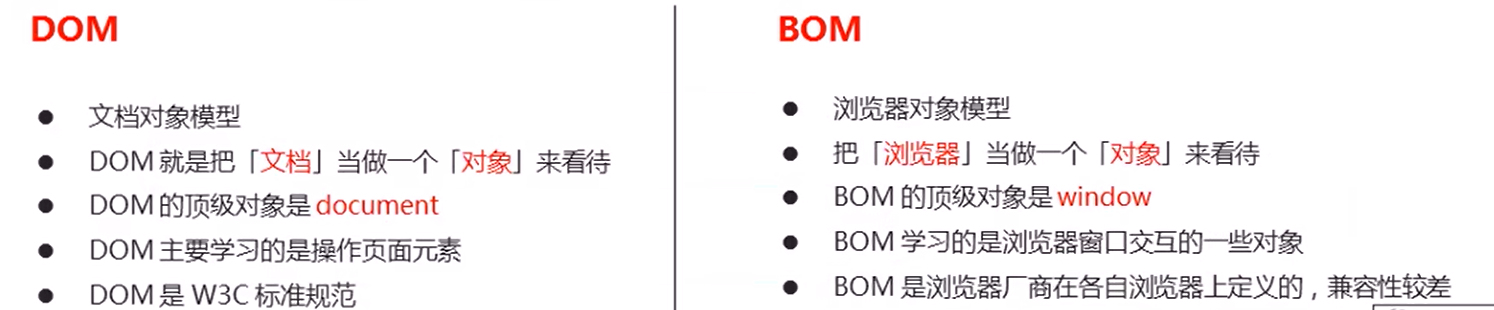 DOM
● 文档对象模型
● DOM 就是把「文档」当做一个「对象」来看待
● DOM 的顶级对象是 document
● DOM 主要学习的是操作页面元素
● DOM 是 W3C 标准规范
BOM
● 浏览器对象模型
● 把「浏览器」当做一个「对象」来看待
● BOM 的顶级对象是 window
● BOM 学习的是浏览器窗口交互的一些对象
● BOM 是浏览器厂商在各自浏览器上定义的，兼容性较差